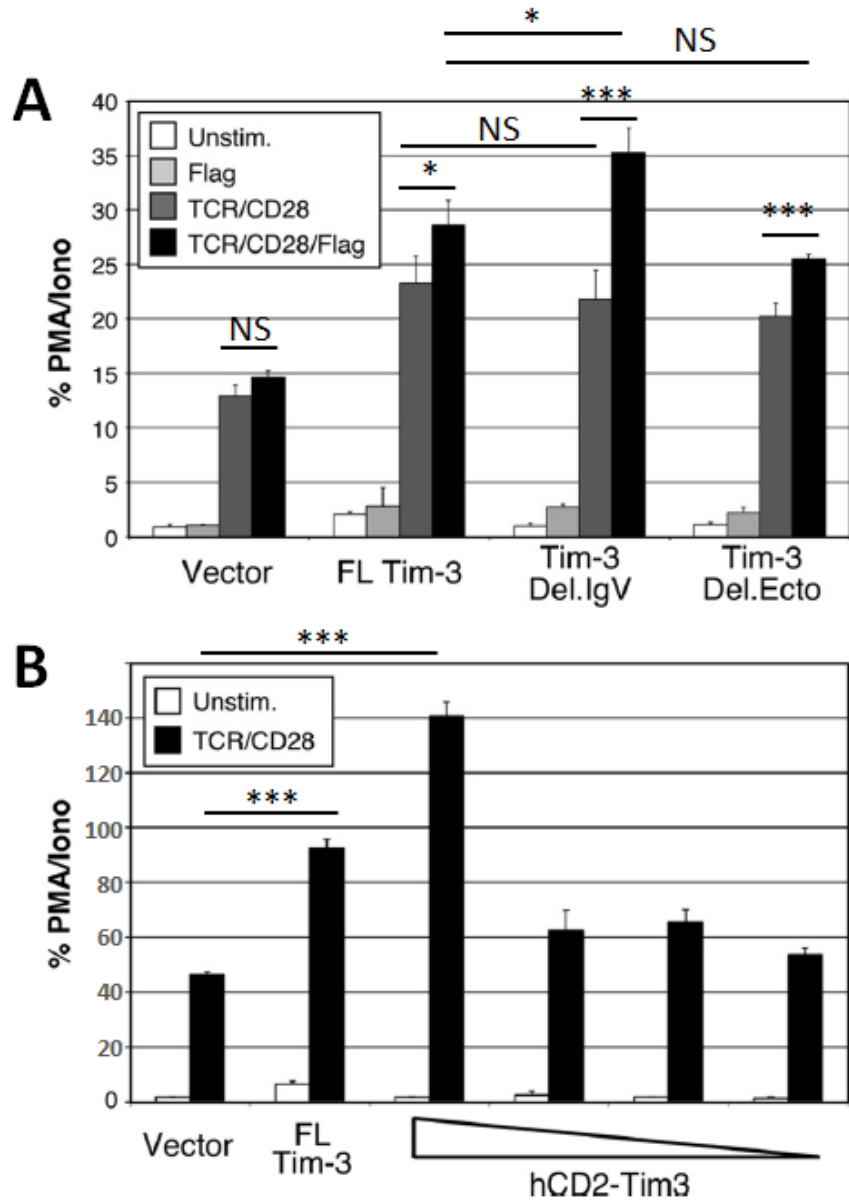 *
NS
A
% PMA/Iono
40
35
30
25
20
15
10
5
0
Unstim.
Flag
TCR/CD28
TCR/CD28/Flag
NS
*
NS
***
***
Vector
FL Tim-3
Tim-3
Del.IgV
Tim-3
Del.Ecto
B
% PMA/Iono
140
120
100
80
60
40
20
0
Unstim.
TCR/CD28
***
***
Vector
FL
Tim-3
hCD2-Tim3